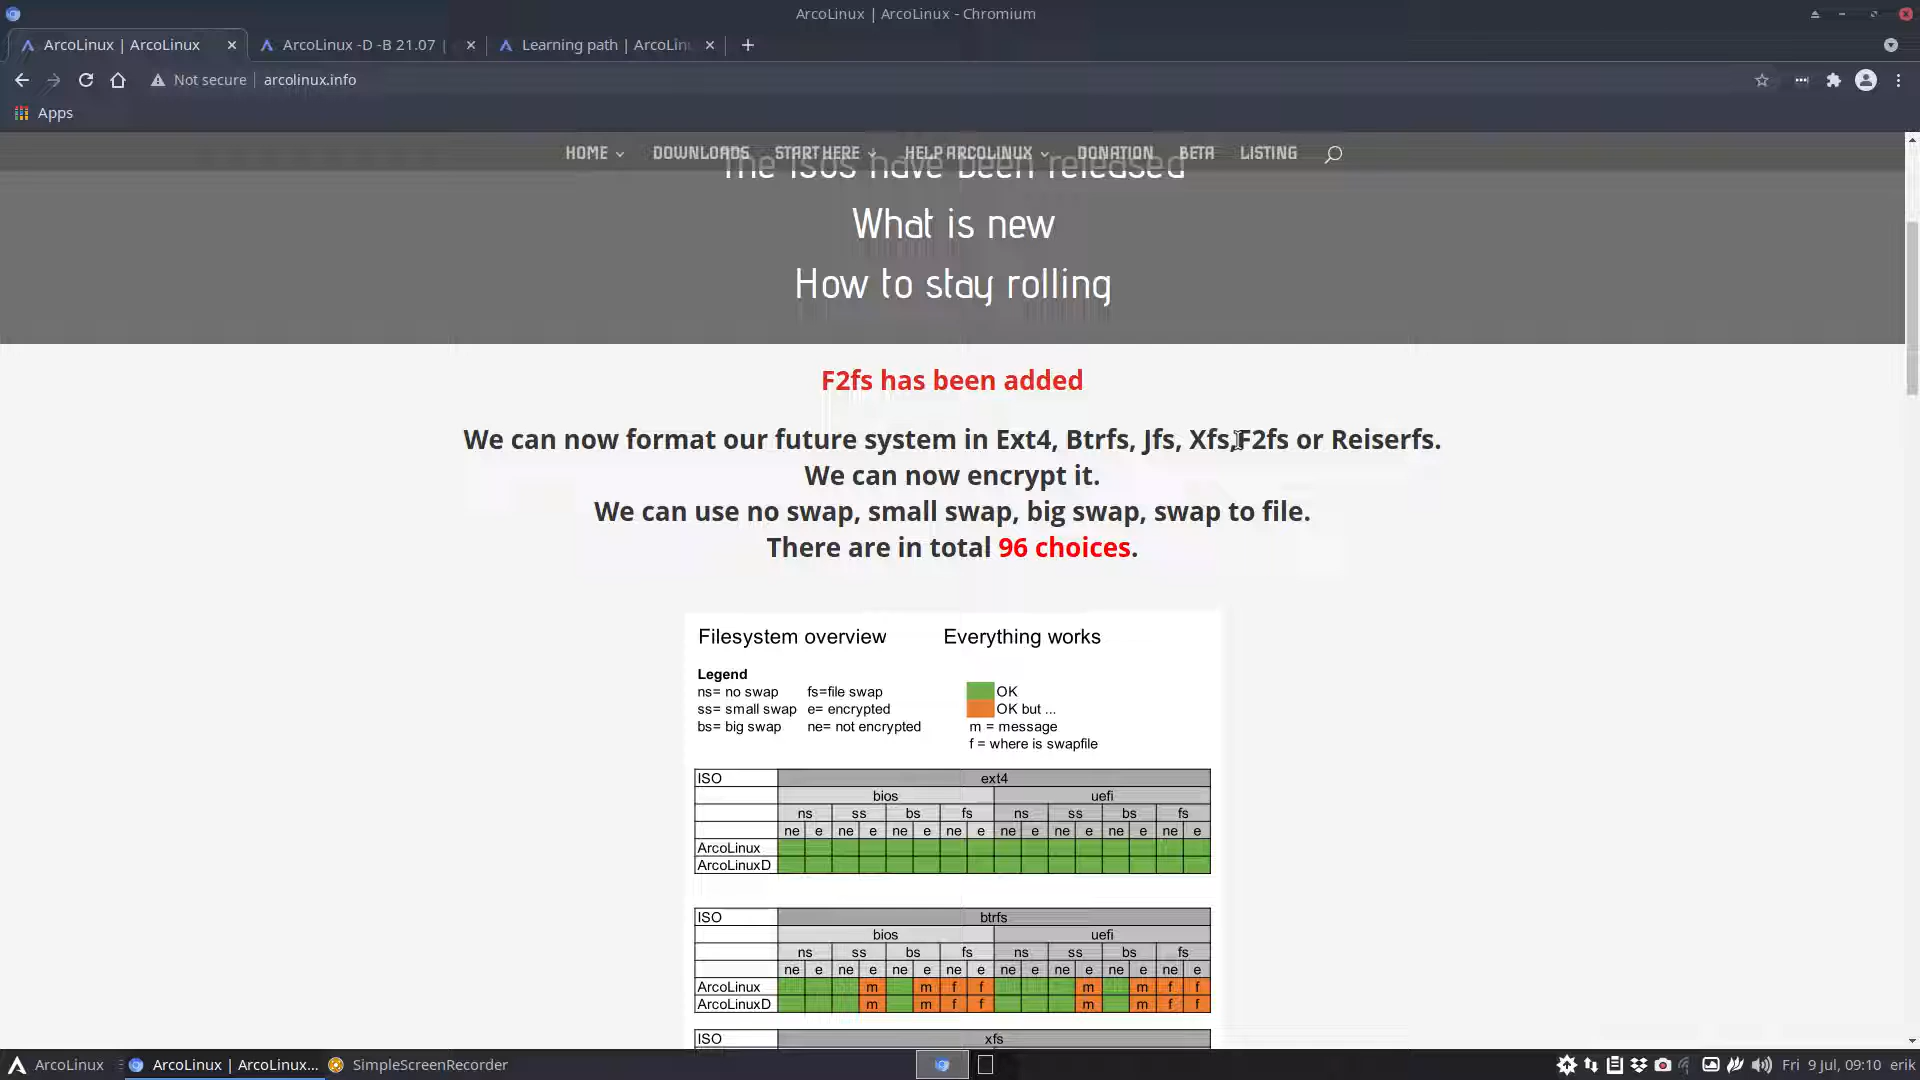 ArcoLinux | ArcoLinux - Chromium
ArcoLinux | ArcoLinux
ArcoLinux -D -B 21.07 |
Learning path | ArcoLin
Not secure
arcolinux.info
Apps
HOME
DOWNLOADS
START HERE
HELP ARCOLINUX
DONATION
BETA
LISTING
The isos have been released
What is new
How to stay rolling
F2fs has been added
We can now format our future system in Ext4, Btrfs, Jfs, Xfs,F2fs or Reiserfs.
We can now encrypt it.
We can use no swap, small swap, big swap, swap to file.
There are in total 96 choices.
Filesystem overview Everything works
Legend
ns= no swap fs=file swap OK
ss= small swap e= encrypted OK but ...
bs= big swap ne= not encrypted m = message
f = where is swapfile
ISO ext4
bios uefi
ns ss bs fs ns ss bs fs
ne e ne e ne e ne e ne e ne e ne e ne e
ArcoLinux
ArcoLinuxD
ISO btrfs
bios uefi
ns ss bs fs ns ss bs fs
ne e ne e ne e ne e ne e ne e ne e ne e
ArcoLinux m m f f m m f f
ArcoLinuxD m m f f m m f f
ISO xfs
ArcoLinux
ArcoLinux | ArcoLinux...
SimpleScreenRecorder
Fri 9 Jul, 09:10 erik